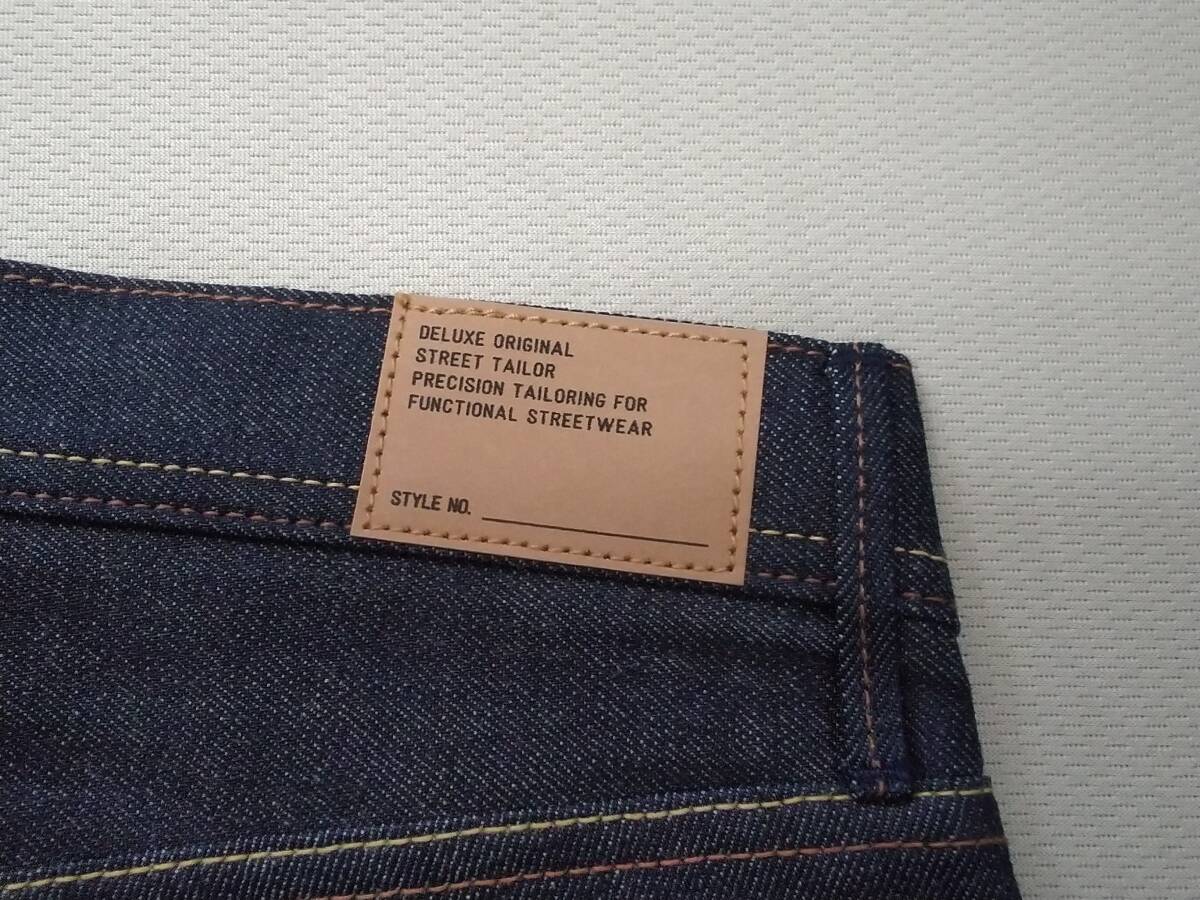 DELUXE ORIGINAL
STREET TAILOR
PRECISION TAILORING FOR
FUNCTIONAL STREETWEAR
STYLE NO.